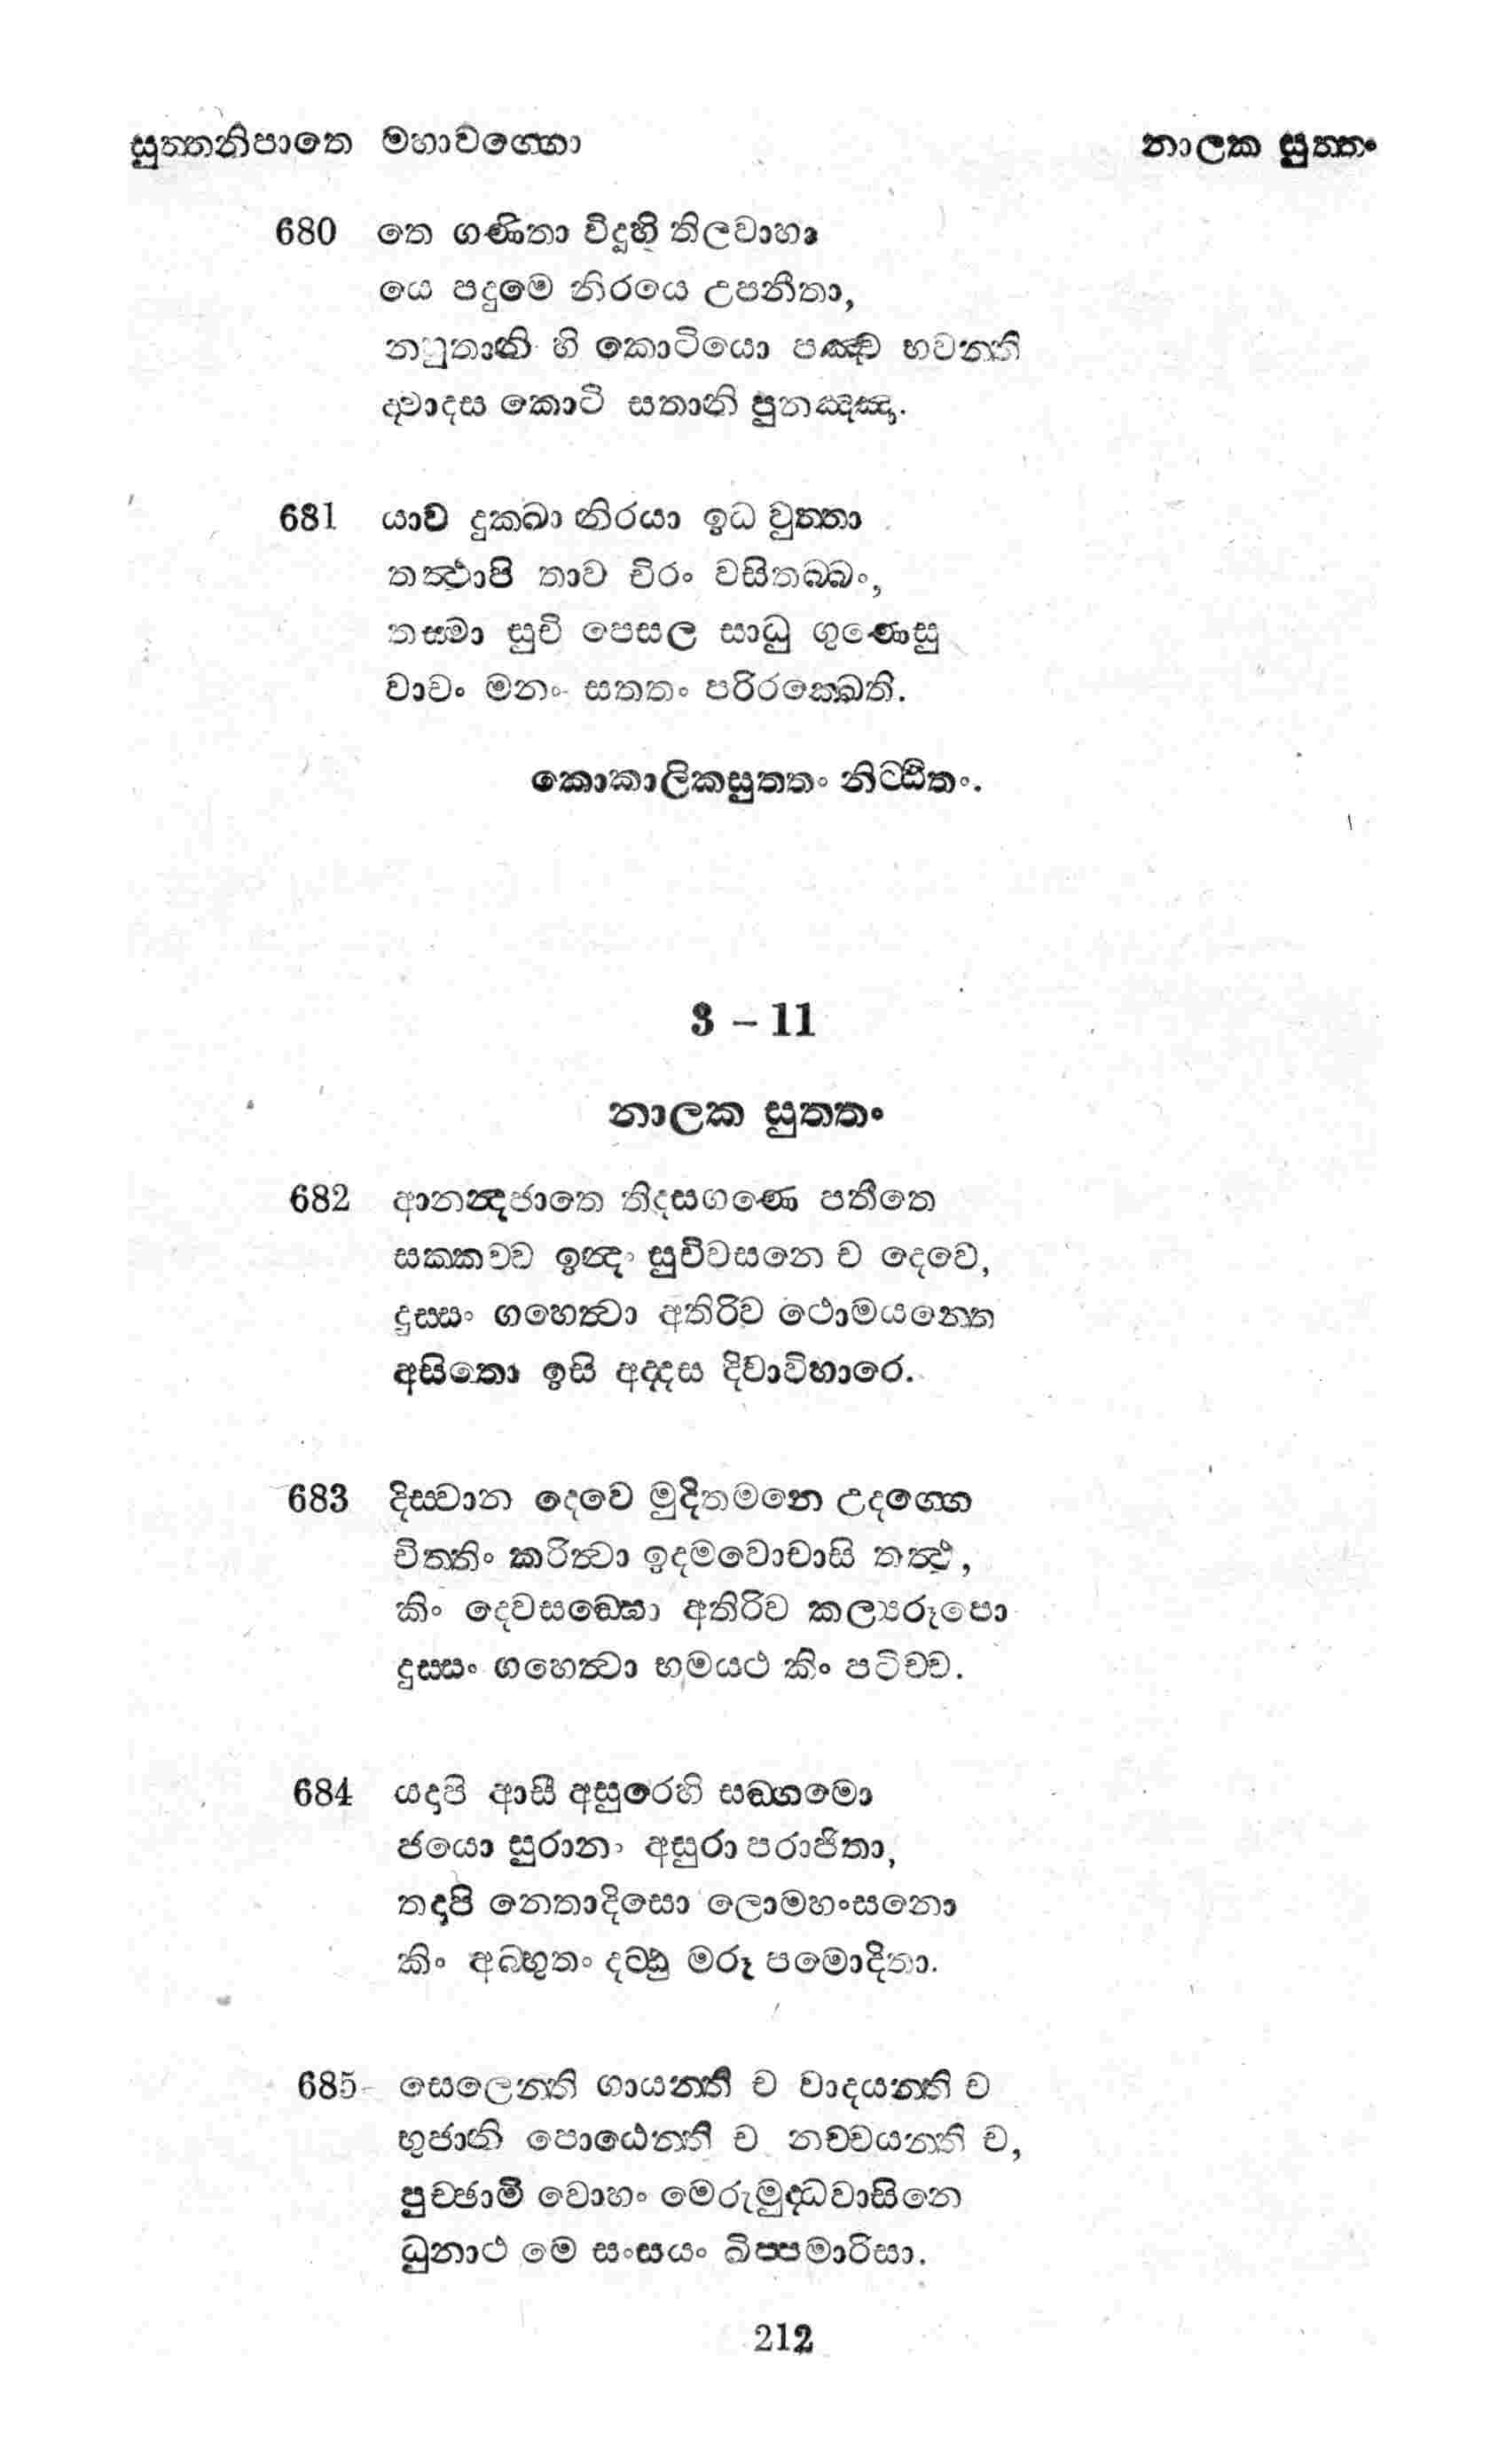 සුත්තනිපාතෙ මහාවග්ගො නාලක සුත්තං
680 තෙ ගණිතා විදූහි තිලවාහා
යෙ පදුමෙ නිරයෙ උපනීතා,
නහුතානි හි කොටියො පඤ්ච භවන්ති
ද්වාදස කොටි සතානි පුනඤ්ඤා.
681 යාව දුක්ඛා නිරයා ඉධ වුත්තා
තත්ථාපි තාව චිරං වසිතබ්බං,
තස්මා සුචි පෙසල සාධු ගුණෙසු
වාචං මනං සතතං පරිරක්ඛෙති.
කොකාලිකසුත්තං නිට්ඨිතං.
3 – 11
නාලක සුත්තං
682 ආනන්දජාතෙ තිදසගණෙ පතීතෙ
සක්කච්ච ඉන්දං සුචිවසනෙ ච දෙවෙ,
දුස්සං ගහෙත්වා අතිරිව ථොමයන්තෙ
අසිතො ඉසි අද්දස දිවාවිහාරෙ.
683 දිස්වාන දෙවෙ මුදිතමනෙ උදග්ගෙ
චිත්තිං කරිත්වා ඉදමවොචාසි තත්ථ,
කිං දෙවසඞ්ඝො අතිරිව කල්‍යරූපො
දුස්සං ගහෙත්වා භමයථ කිං පටිච්ච.
684 යදාපි ආසී අසුරෙහි සඞ්ගමො
ජයො සුරානං අසුරා පරාජිතා,
තදාපි නෙතාදිසො ලොමහංසනො
කිං අබ්භුතං දට්ඨු මරූ පමොදිතා.
685 සෙලෙන්ති ගායන්ති ච වාදයන්ති ච
භුජානි පොඨෙන්ති ච නච්චයන්ති ච,
පුච්ඡාමි වොහං මෙරුමුද්ධවාසිනෙ
ධුනාථ මෙ සංසයං ඛිප්පමාරිසා.
212